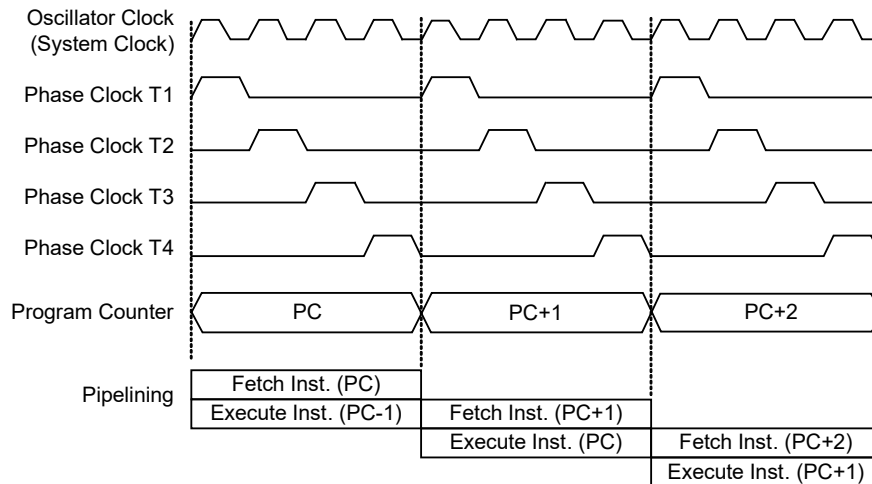 Oscillator Clock
(System Clock)
Phase Clock T1
Phase Clock T2
Phase Clock T3
Phase Clock T4
Program Counter
PC
PC+1
PC+2
Pipelining
Fetch Inst. (PC)
Execute Inst. (PC-1)
Fetch Inst. (PC+1)
Execute Inst. (PC)
Fetch Inst. (PC+2)
Execute Inst. (PC+1)